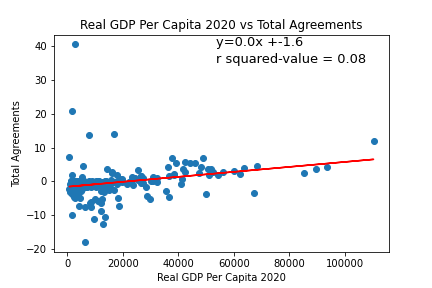 Real GDP Per Capita 2020 vs Total Agreements
y=0.0x +-1.6
r squared-value = 0.08
40
30
20
10
0
−10
−20
Total Agreements
0 20000 40000 60000 80000 100000
Real GDP Per Capita 2020